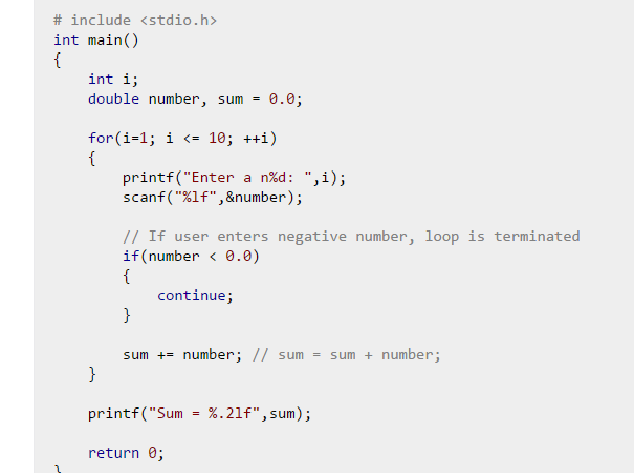 # include <stdio.h>
int main()
{
int i;
double number, sum = 0.0;
for(i=1; i <= 10; ++i)
{
printf("Enter a n%d: ",i);
scanf("%lf",&number);
// If user enters negative number, loop is terminated
if(number < 0.0)
{
continue;
}
sum += number; // sum = sum + number;
}
printf("Sum = %.2lf",sum);
return 0;
}